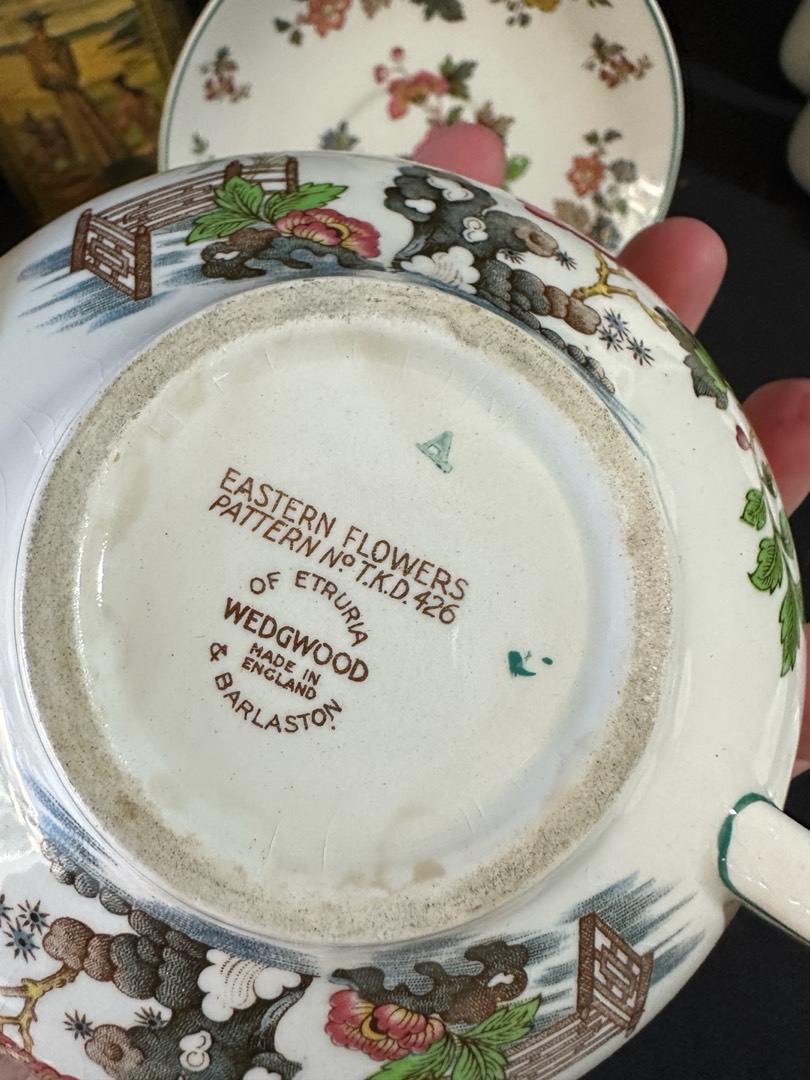 A
EASTERN FLOWERS
PATTERN Nº T.K.D. 426
OF ETRURIA
WEDGWOOD
MADE IN
ENGLAND
& BARLASTON